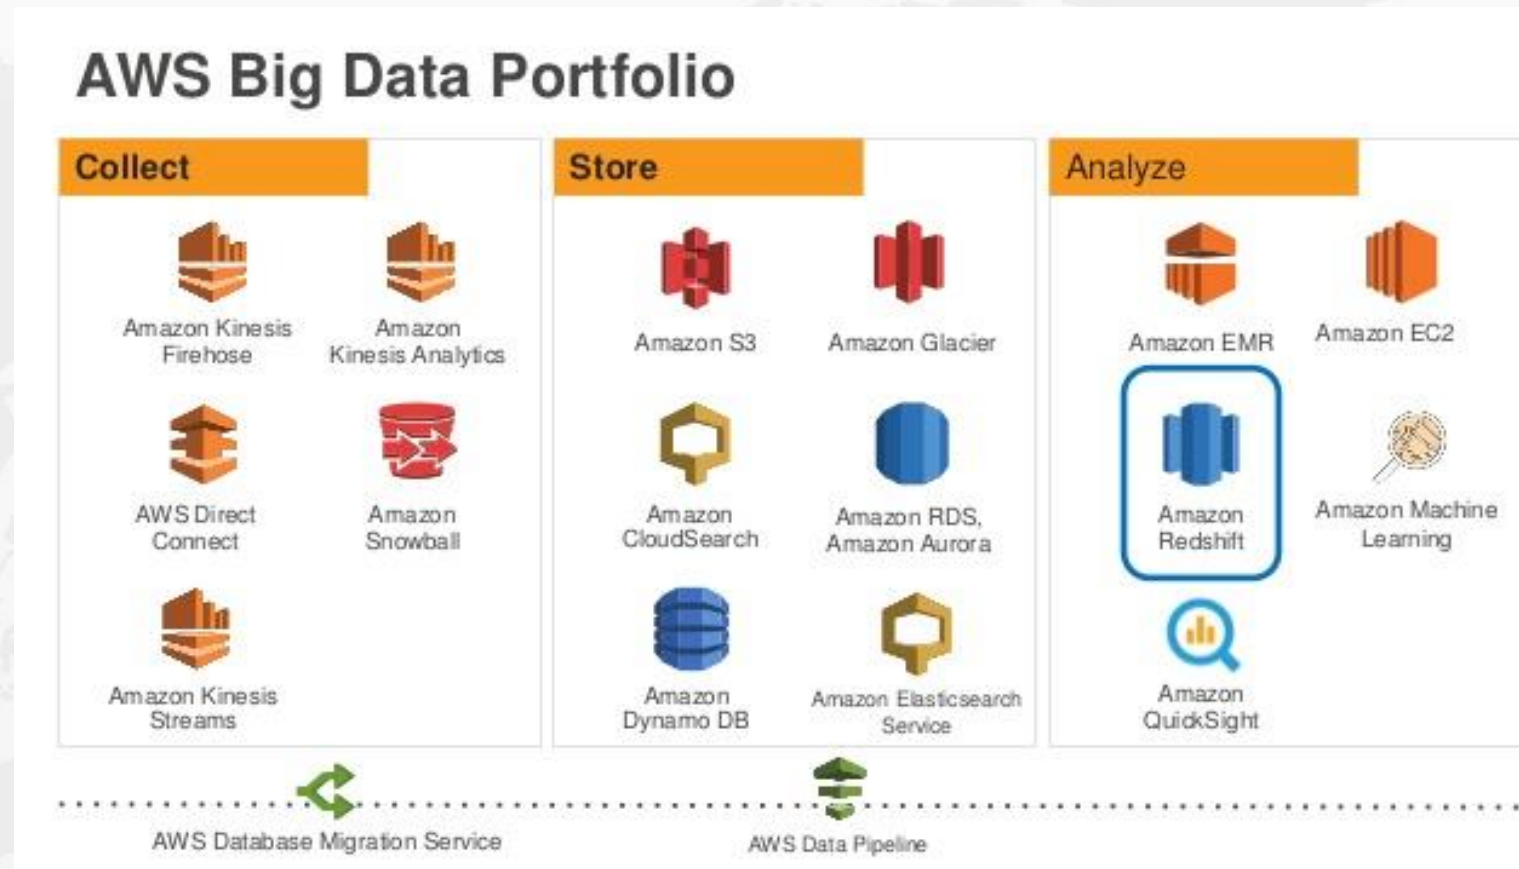 AWS Big Data Portfolio
Collect
Amazon Kinesis
Firehose
Amazon
Kinesis Analytics
AWS Direct
Connect
Amazon
Snowball
Amazon Kinesis
Streams
Store
Amazon S3
Amazon Glacier
Amazon
CloudSearch
Amazon RDS,
Amazon Aurora
Amazon
Dynamo DB
Amazon Elasticsearch
Service
Analyze
Amazon EMR
Amazon EC2
Amazon
Redshift
Amazon Machine
Learning
Amazon
QuickSight
AWS Database Migration Service
AWS Data Pipeline